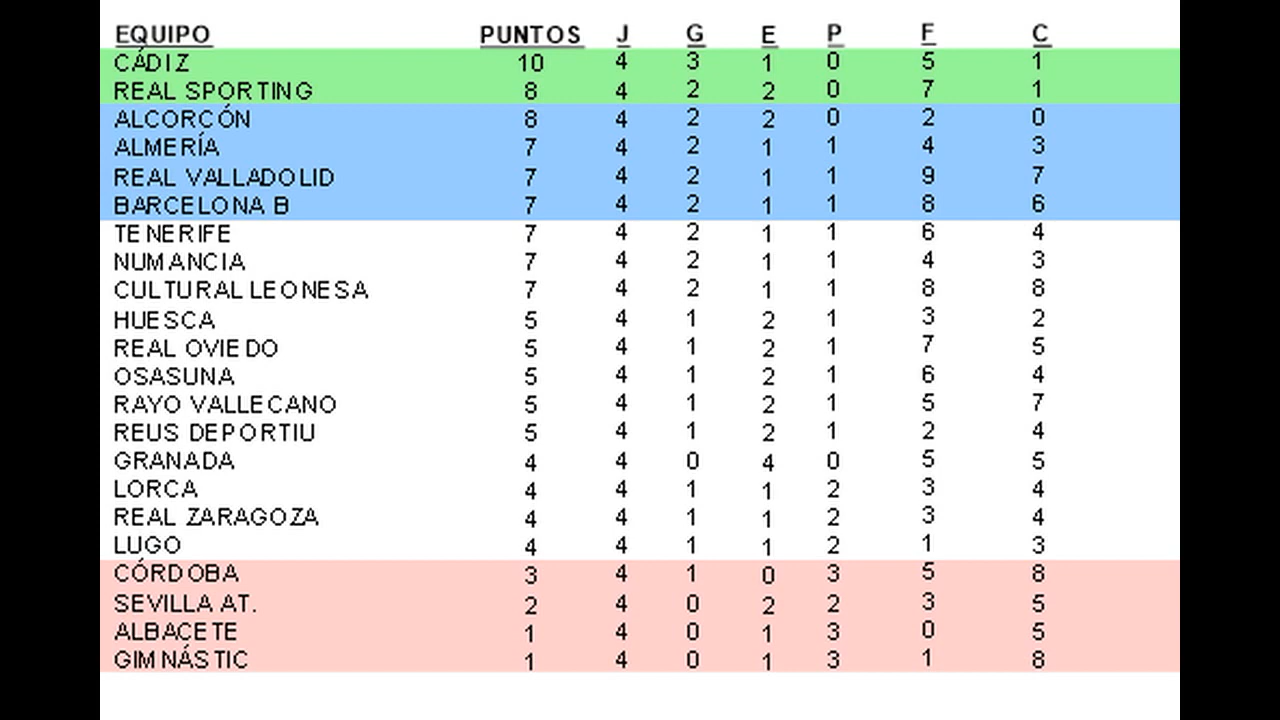 EQUIPO PUNTOS J G E P F C
CÁDIZ 10 4 3 1 0 5 1
REAL SPORTING 8 4 2 2 0 7 1
ALCORCÓN 8 4 2 2 0 2 0
ALMERÍA 7 4 2 1 1 4 3
REAL VALLADOLID 7 4 2 1 1 9 7
BARCELONA B 7 4 2 1 1 8 6
TENERIFE 7 4 2 1 1 6 4
NUMANCIA 7 4 2 1 1 4 3
CULTURAL LEONESA 7 4 2 1 1 8 8
HUESCA 5 4 1 2 1 3 2
REAL OVIEDO 5 4 1 2 1 7 5
OSASUNA 5 4 1 2 1 6 4
RAYO VALLECANO 5 4 1 2 1 5 7
REUS DEPORTIU 5 4 1 2 1 2 4
GRANADA 4 4 0 4 0 5 5
LORCA 4 4 1 1 2 3 4
REAL ZARAGOZA 4 4 1 1 2 3 4
LUGO 4 4 1 1 2 1 3
CÓRDOBA 3 4 1 0 3 5 8
SEVILLA AT. 2 4 0 2 2 3 5
ALBACETE 1 4 0 1 3 0 5
GIMNÁSTIC 1 4 0 1 3 1 8